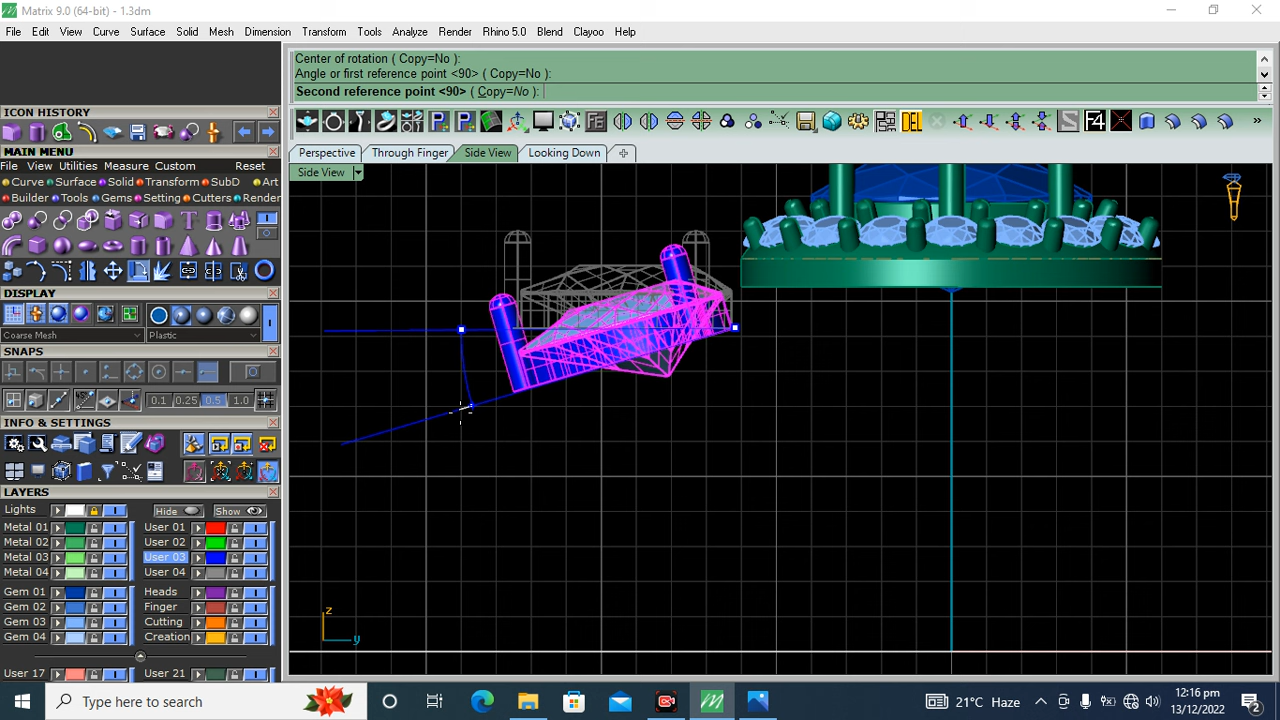 Matrix 9.0 (64-bit) - 1.3dm
File Edit View Curve Surface Solid Mesh Dimension Transform Tools Analyze Render Rhino 5.0 Blend Clayoo Help
Center of rotation ( Copy=No ):
Angle or first reference point <90> ( Copy=No ):
Second reference point <90> ( Copy=No ):
ICON HISTORY
P P FE DEL S F4 »
MAIN MENU
File View Utilities Measure Custom Reset
Curve Surface Solid Transform SubD Art
Builder Tools Gems Setting Cutters Render
Perspective Through Finger Side View Looking Down
Side View
T
DISPLAY
Coarse Mesh Plastic
SNAPS
0.1 0.25 0.5 1.0
INFO & SETTINGS
LAYERS
Lights Hide Show
Metal 01 User 01
Metal 02 User 02
Metal 03 User 03
Metal 04 User 04
Gem 01 Heads
Gem 02 Finger
Gem 03 Cutting
Gem 04 Creation
User 17 User 21
z
y
Type here to search
21°C Haze
12:16 pm
13/12/2022
2